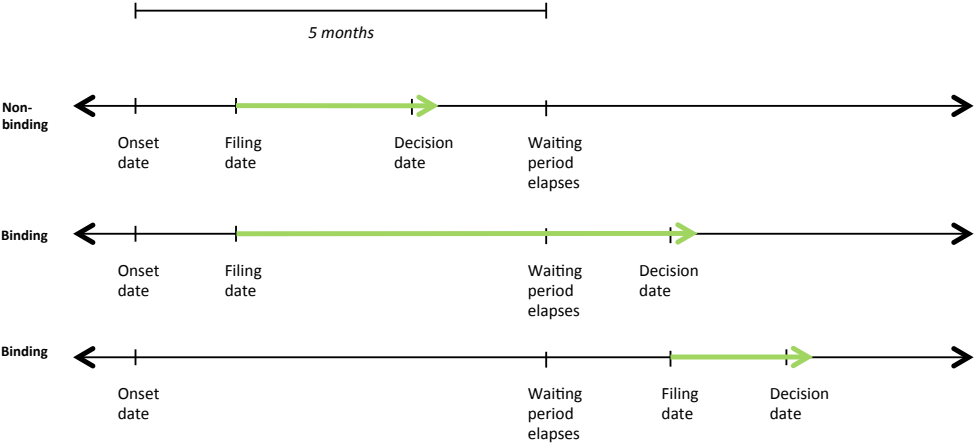 5 months
Non-
binding
Onset
date
Filing
date
Decision
date
Waiting
period
elapses
Binding
Onset
date
Filing
date
Waiting
period
elapses
Decision
date
Binding
Onset
date
Waiting
period
elapses
Filing
date
Decision
date